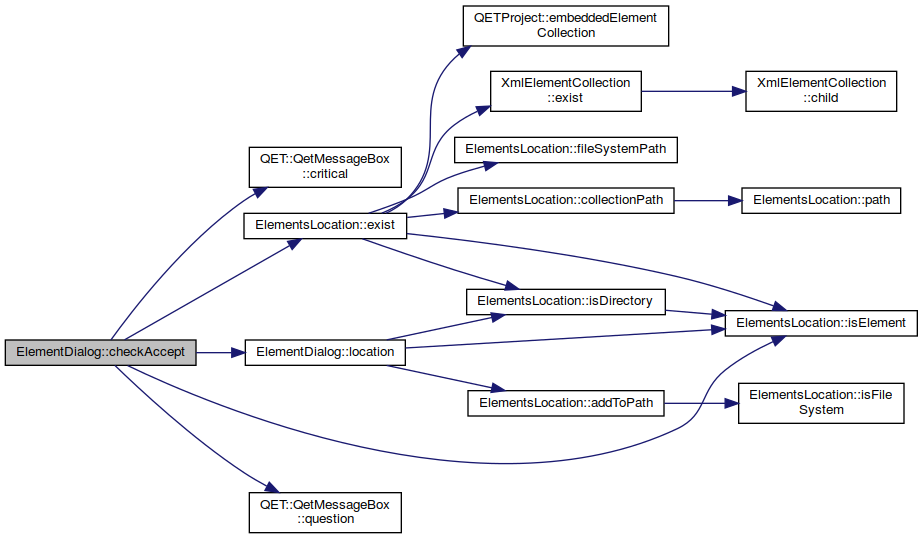 QETProject::embeddedElement
Collection
XmlElementCollection
::exist
XmlElementCollection
::child
QET::QetMessageBox
::critical
ElementsLocation::fileSystemPath
ElementsLocation::exist
ElementsLocation::collectionPath
ElementsLocation::path
ElementsLocation::isDirectory
ElementsLocation::isElement
ElementDialog::checkAccept
ElementDialog::location
ElementsLocation::addToPath
ElementsLocation::isFile
System
QET::QetMessageBox
::question